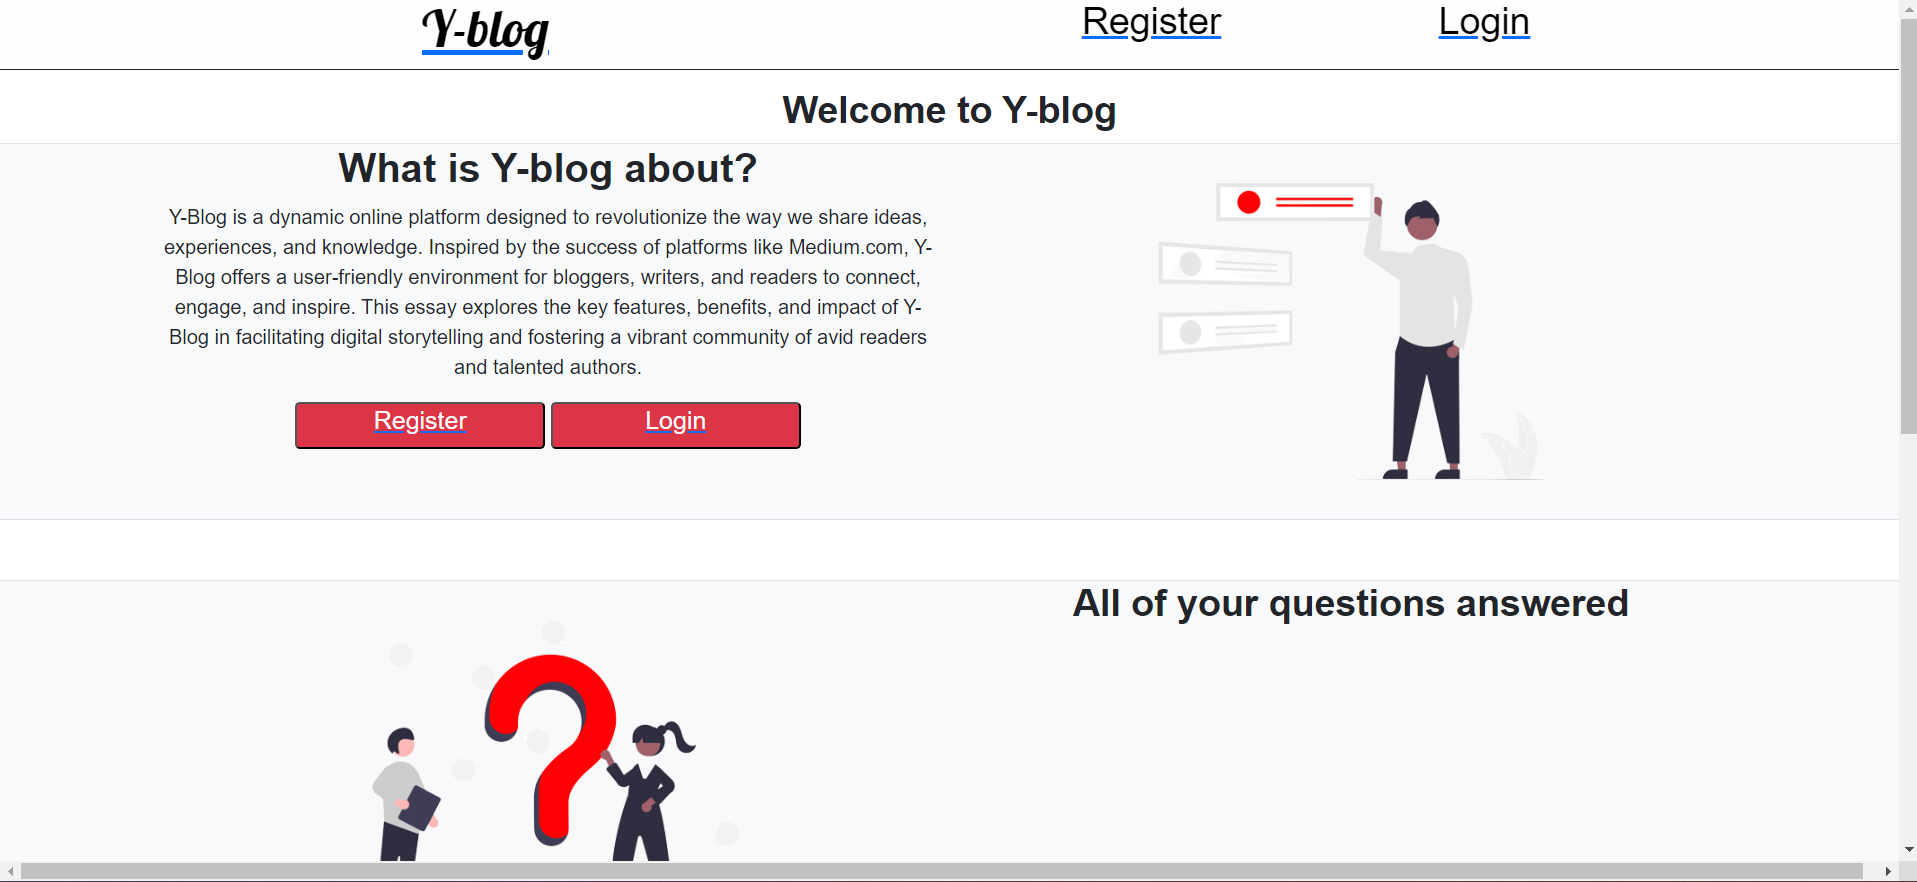 Y-blog
Register
Login
Welcome to Y-blog
What is Y-blog about?
Y-Blog is a dynamic online platform designed to revolutionize the way we share ideas,
experiences, and knowledge. Inspired by the success of platforms like Medium.com, Y-
Blog offers a user-friendly environment for bloggers, writers, and readers to connect,
engage, and inspire. This essay explores the key features, benefits, and impact of Y-
Blog in facilitating digital storytelling and fostering a vibrant community of avid readers
and talented authors.
Register
Login
All of your questions answered